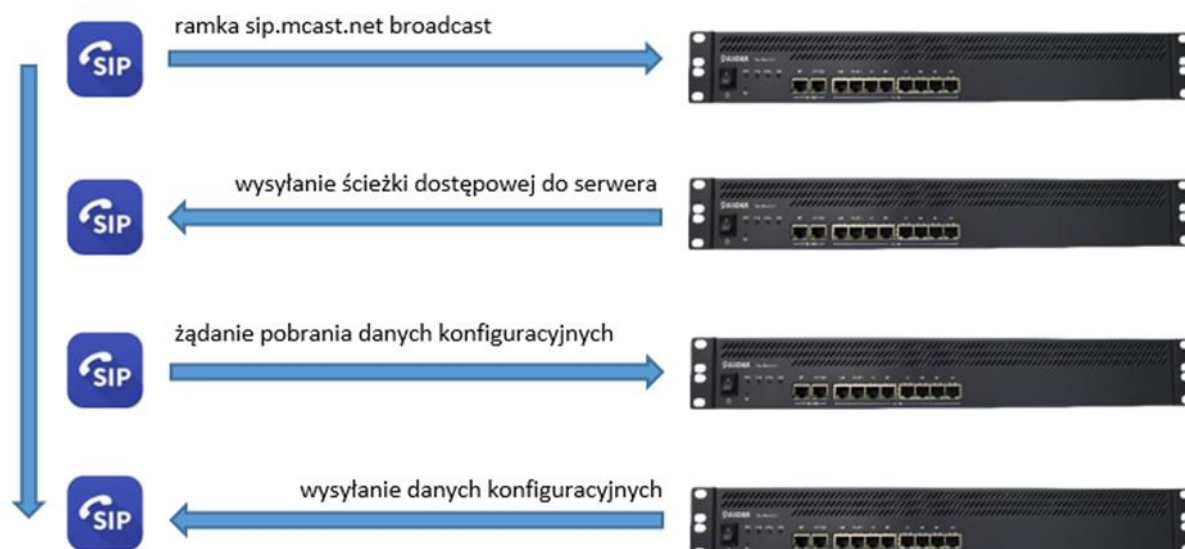 ramka sip.mcast.net broadcast
SIP
wysyłanie ścieżki dostępowej do serwera
SIP
żądanie pobrania danych konfiguracyjnych
SIP
wysyłanie danych konfiguracyjnych
SIP